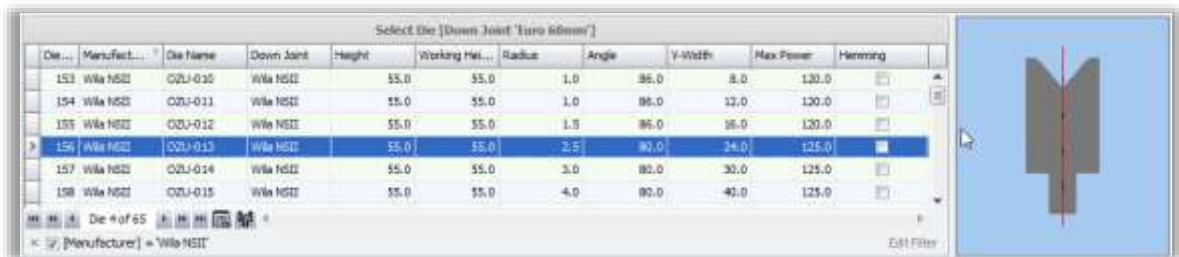 Select Die [Down Joint 'Euro 60mm']
Die... Manufact... Die Name Down Joint Height Working Hei... Radius Angle V-Width Max Power Hemming
153 Wila NSII OZU-010 Wila NSII 55.0 55.0 1.0 86.0 8.0 120.0
154 Wila NSII OZU-011 Wila NSII 55.0 55.0 1.0 86.0 12.0 120.0
155 Wila NSII OZU-012 Wila NSII 55.0 55.0 1.5 86.0 16.0 120.0
156 Wila NSII OZU-013 Wila NSII 55.0 55.0 2.5 80.0 24.0 125.0
157 Wila NSII OZU-014 Wila NSII 55.0 55.0 3.0 80.0 30.0 125.0
158 Wila NSII OZU-015 Wila NSII 55.0 55.0 4.0 80.0 40.0 125.0
Die 4 of 65
[Manufacturer] = 'Wila NSII' Edit Filter